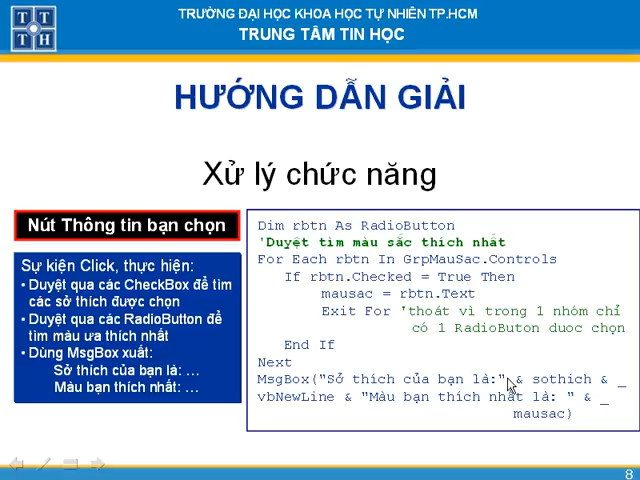 T T
T H
TRƯỜNG ĐẠI HỌC KHOA HỌC TỰ NHIÊN TP.HCM
TRUNG TÂM TIN HỌC
HƯỚNG DẪN GIẢI
Xử lý chức năng
Nút Thông tin bạn chọn
Sự kiện Click, thực hiện:
• Duyệt qua các CheckBox để tìm
các sở thích được chọn
• Duyệt qua các RadioButton để
tìm màu ưa thích nhất
• Dùng MsgBox xuất:
Sở thích của bạn là: …
Màu bạn thích nhất: …
Dim rbtn As RadioButton
'Duyệt tìm màu sắc thích nhất
For Each rbtn In GrpMauSac.Controls
If rbtn.Checked = True Then
mausac = rbtn.Text
Exit For 'thoát vì trong 1 nhóm chỉ
có 1 RadioButon duoc chọn
End If
Next
MsgBox("Sở thích của bạn là:" & sothich & _
vbNewLine & "Màu bạn thích nhất là: " & _
mausac)
8